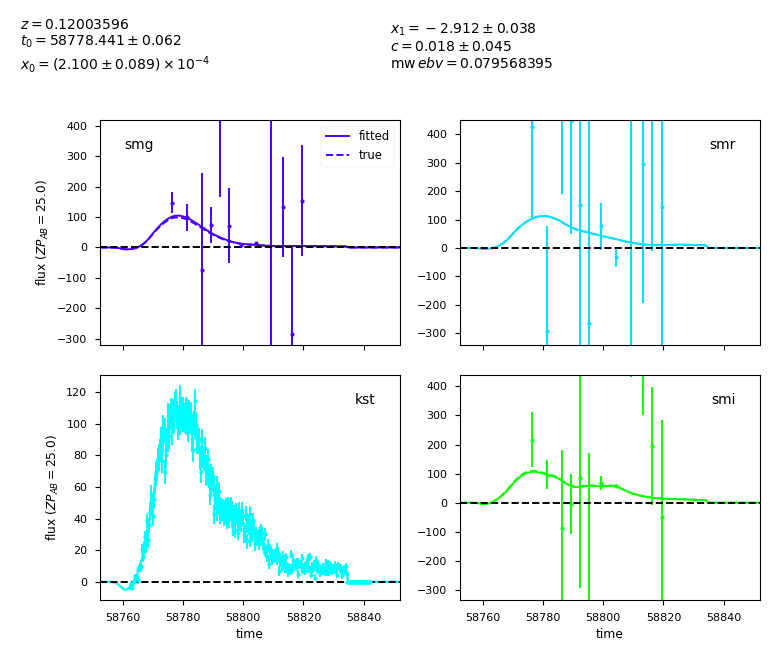 z = 0.12003596
t₀ = 58778.441 ± 0.062
x₀ = (2.100 ± 0.089) × 10⁻⁴
x₁ = − 2.912 ± 0.038
c = 0.018 ± 0.045
mw ebv = 0.079568395
400
300
200
100
0
−100
−200
−300
flux (ZP_AB = 25.0)
smg
fitted
true
400
300
200
100
0
−100
−200
−300
smr
120
100
80
60
40
20
0
flux (ZP_AB = 25.0)
kst
58760 58780 58800 58820 58840
time
400
300
200
100
0
−100
−200
−300
smi
58760 58780 58800 58820 58840
time